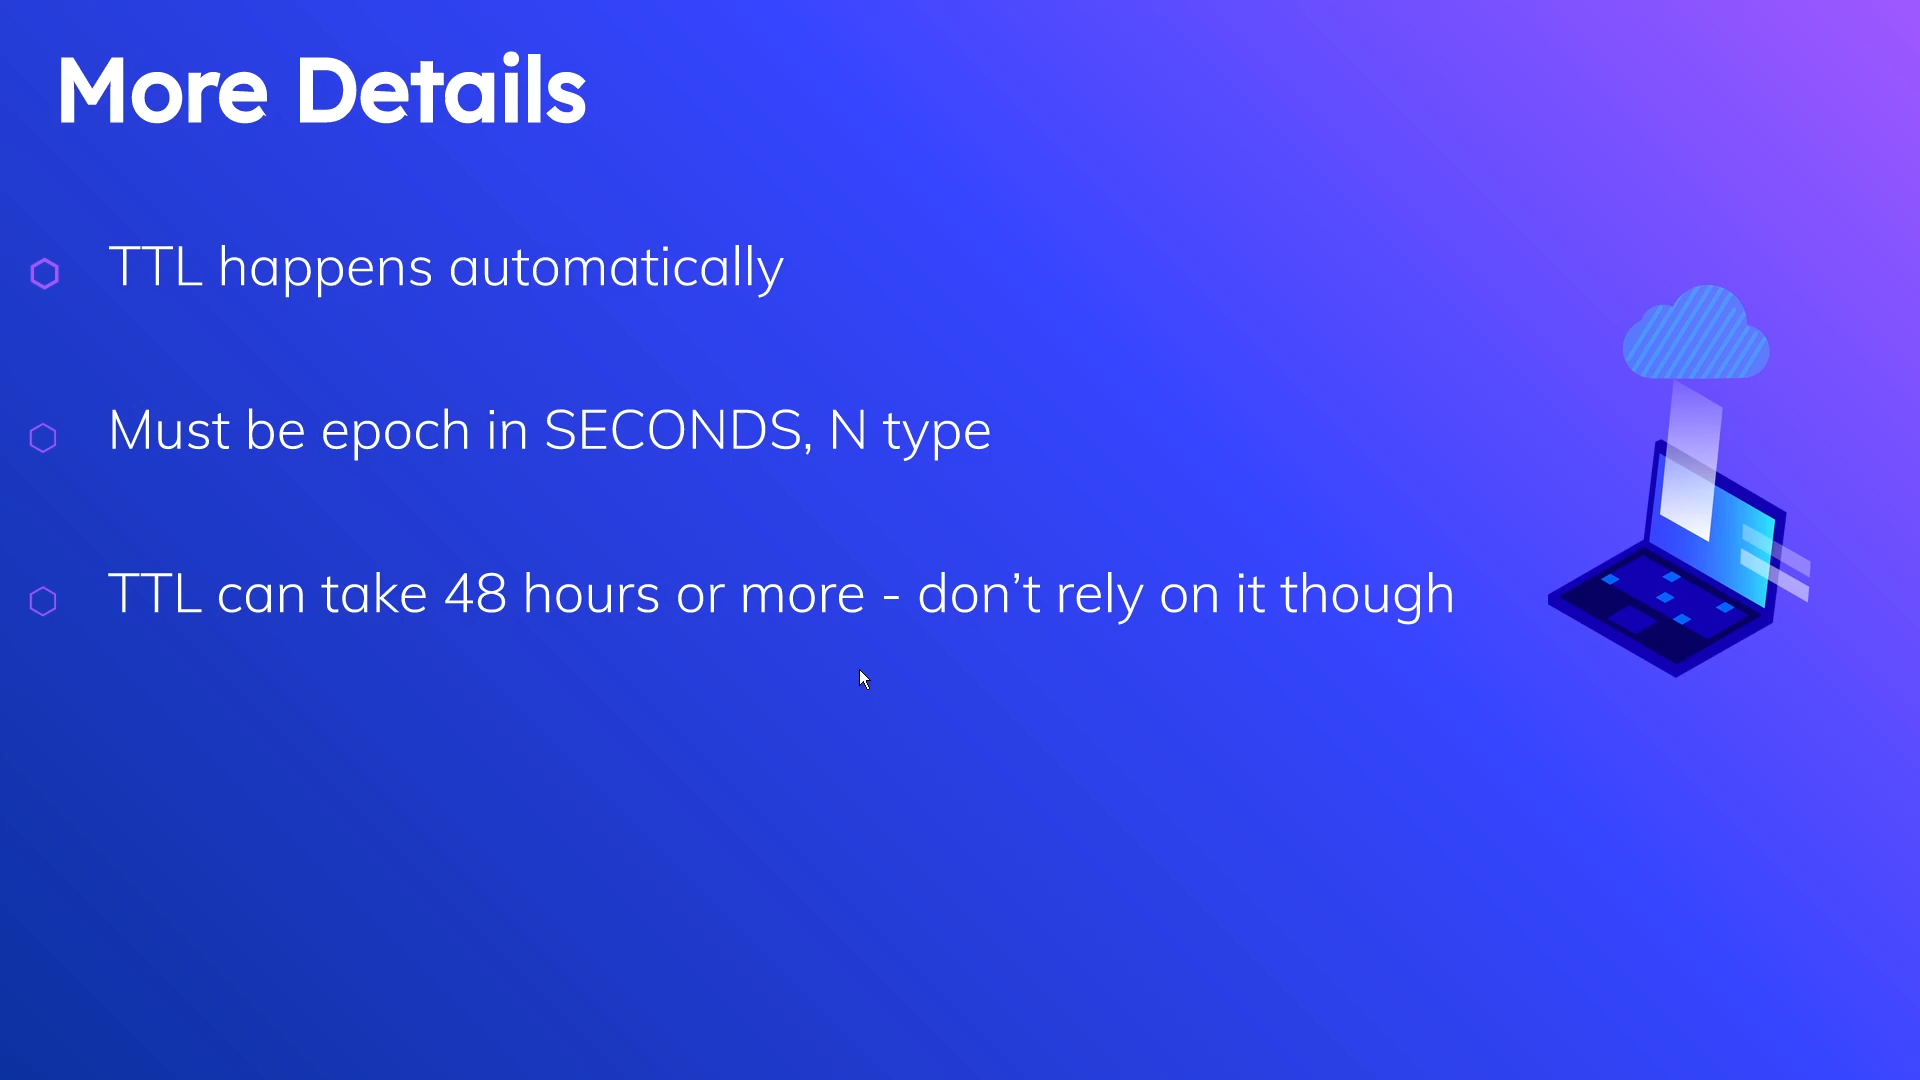 More Details
TTL happens automatically
Must be epoch in SECONDS, N type
TTL can take 48 hours or more - don’t rely on it though